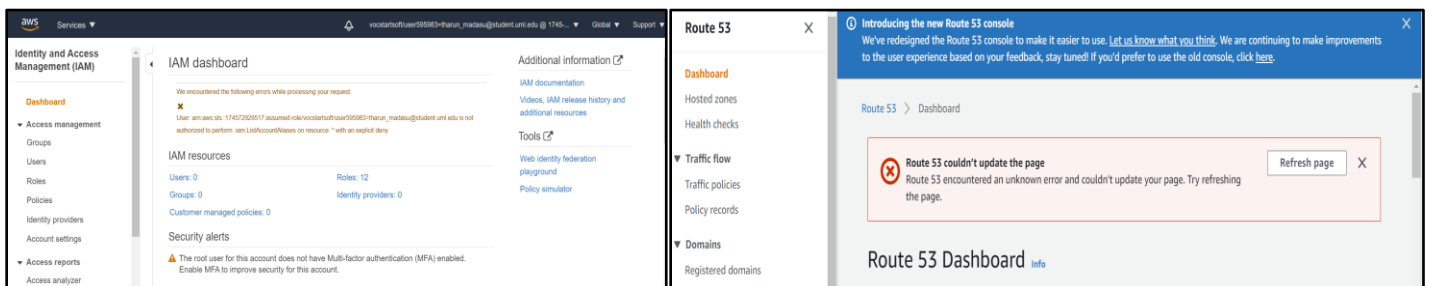 aws
Services ▼
vocstartsoft/user595983=tharun_madasu@student.uml.edu @ 1745-... ▼
Global ▼
Support ▼
Identity and Access
Management (IAM)
Dashboard
Access management
Groups
Users
Roles
Policies
Identity providers
Account settings
Access reports
Access analyzer
IAM dashboard
We encountered the following errors while processing your request:
User: arn:aws:sts::174572929517:assumed-role/vocstartsoft/user595983=tharun_madasu@student.uml.edu is not
authorized to perform: iam:ListAccountAliases on resource: * with an explicit deny
IAM resources
Users: 0
Roles: 12
Groups: 0
Identity providers: 0
Customer managed policies: 0
Security alerts
The root user for this account does not have Multi-factor authentication (MFA) enabled.
Enable MFA to improve security for this account.
Additional information
IAM documentation
Videos, IAM release history and
additional resources
Tools
Web identity federation
playground
Policy simulator
Route 53
X
Dashboard
Hosted zones
Health checks
Traffic flow
Traffic policies
Policy records
Domains
Registered domains
Introducing the new Route 53 console
X
We've redesigned the Route 53 console to make it easier to use. Let us know what you think. We are continuing to make improvements
to the user experience based on your feedback, stay tuned! If you'd prefer to use the old console, click here.
Route 53 > Dashboard
Route 53 couldn't update the page
Route 53 encountered an unknown error and couldn't update your page. Try refreshing
the page.
Refresh page
X
Route 53 Dashboard Info